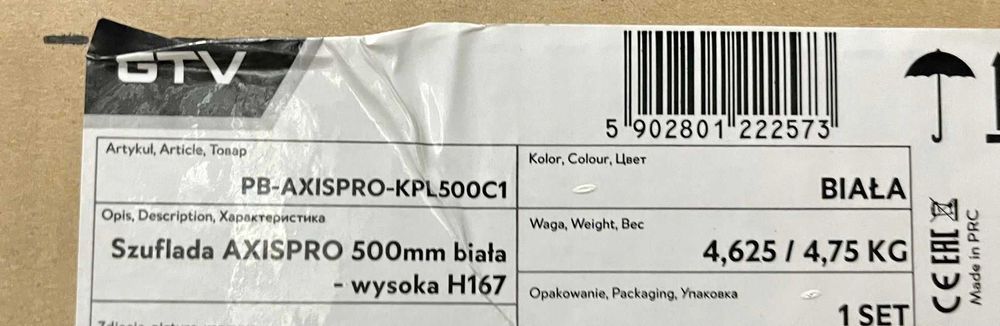 GTV
5 902801 222573
Artykuł, Article, Товар
PB-AXISPRO-KPL500C1
Kolor, Colour, Цвет
BIAŁA
Opis, Description, Характеристика
Szuflada AXISPRO 500mm biała
- wysoka H167
Waga, Weight, Вес
4,625 / 4,75 KG
Opakowanie, Packaging, Упаковка
1 SET
CE EAC
Made in PRC